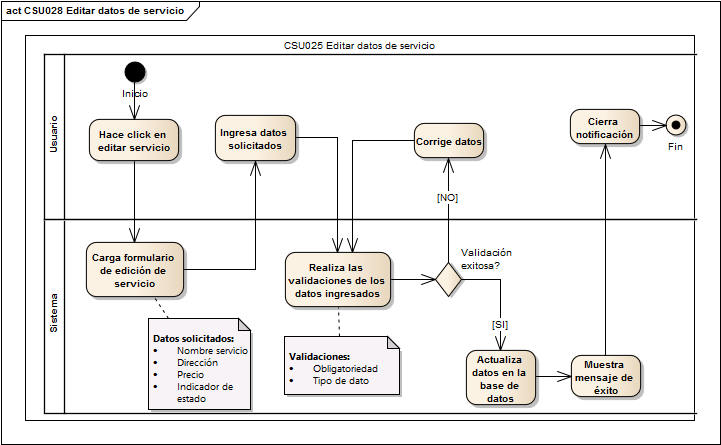 act CSU028 Editar datos de servicio
CSU025 Editar datos de servicio
Usuario
Inicio
Hace click en
editar servicio
Ingresa datos
solicitados
Corrige datos
Cierra
notificación
Fin
[NO]
Sistema
Carga formulario
de edición de
servicio
Realiza las
validaciones de los
datos ingresados
Validación
exitosa?
[SI]
Datos solicitados:
• Nombre servicio
• Dirección
• Precio
• Indicador de
estado
Validaciones:
• Obligatoriedad
• Tipo de dato
Actualiza
datos en la
base de
datos
Muestra
mensaje de
éxito